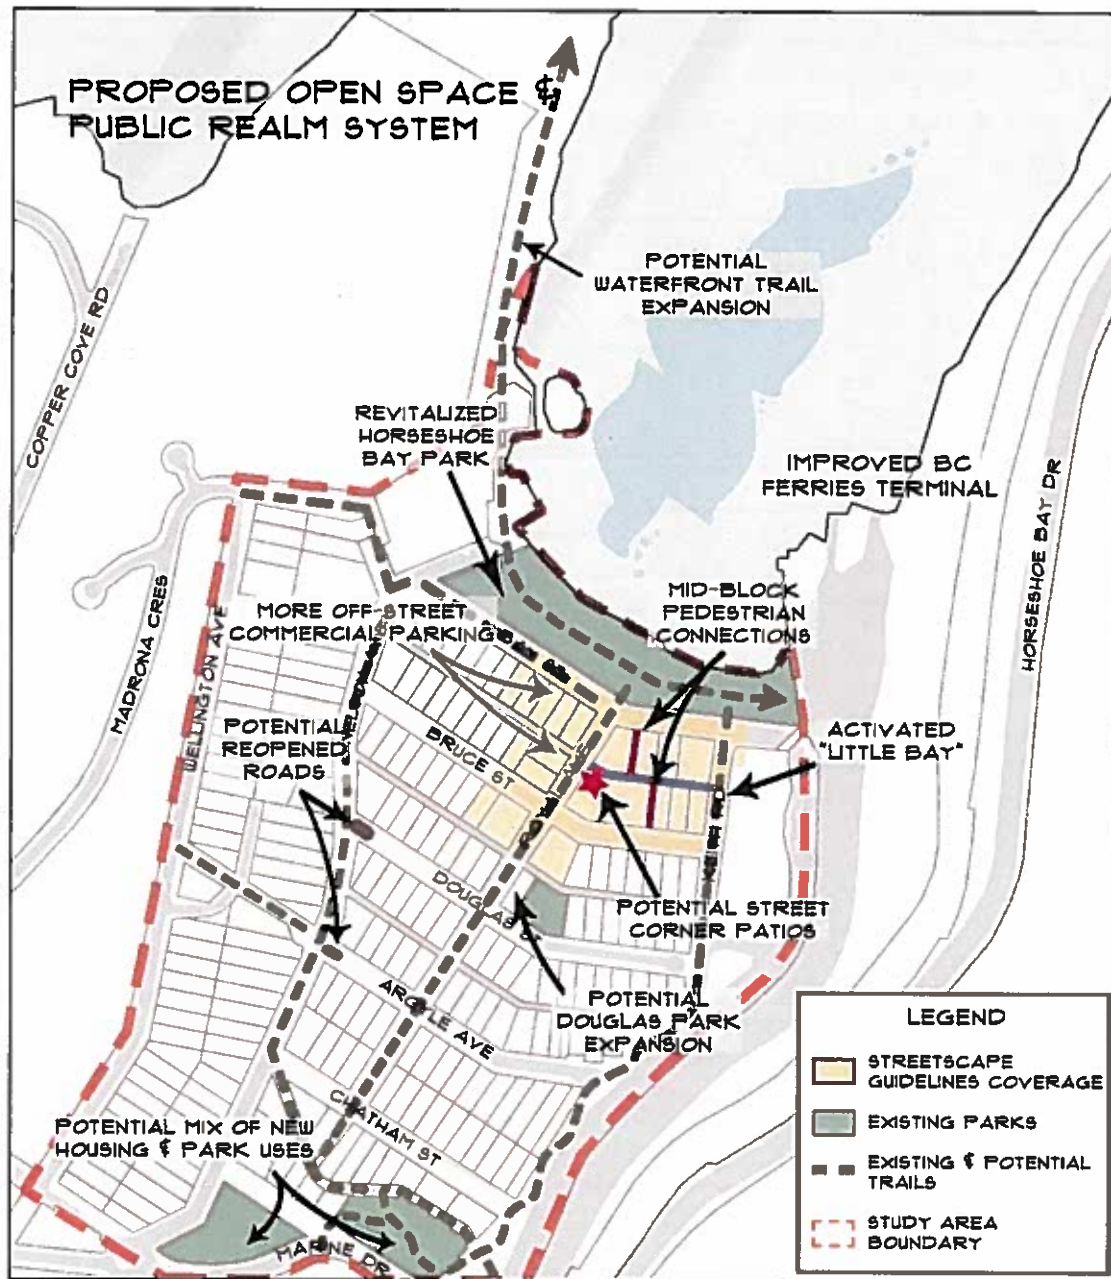 PROPOSED OPEN SPACE &
PUBLIC REALM SYSTEM
POTENTIAL
WATERFRONT TRAIL
EXPANSION
COPPER COVE RD
REVITALIZED
HORSESHOE
BAY PARK
IMPROVED BC
FERRIES TERMINAL
HORSESHOE BAY DR
MADRONA CRES
WELLINGTON AVE
MORE OFF-STREET
COMMERCIAL PARKING
MID-BLOCK
PEDESTRIAN
CONNECTIONS
POTENTIAL
REOPENED
ROADS
BRUCE ST
ACTIVATED
"LITTLE BAY"
DOUGLAS ST
POTENTIAL STREET
CORNER PATIOS
ARGYLE AVE
POTENTIAL
DOUGLAS PARK
EXPANSION
CHATHAM ST
POTENTIAL MIX OF NEW
HOUSING & PARK USES
MARINE DR
LEGEND
STREETSCAPE
GUIDELINES COVERAGE
EXISTING PARKS
EXISTING & POTENTIAL
TRAILS
STUDY AREA
BOUNDARY